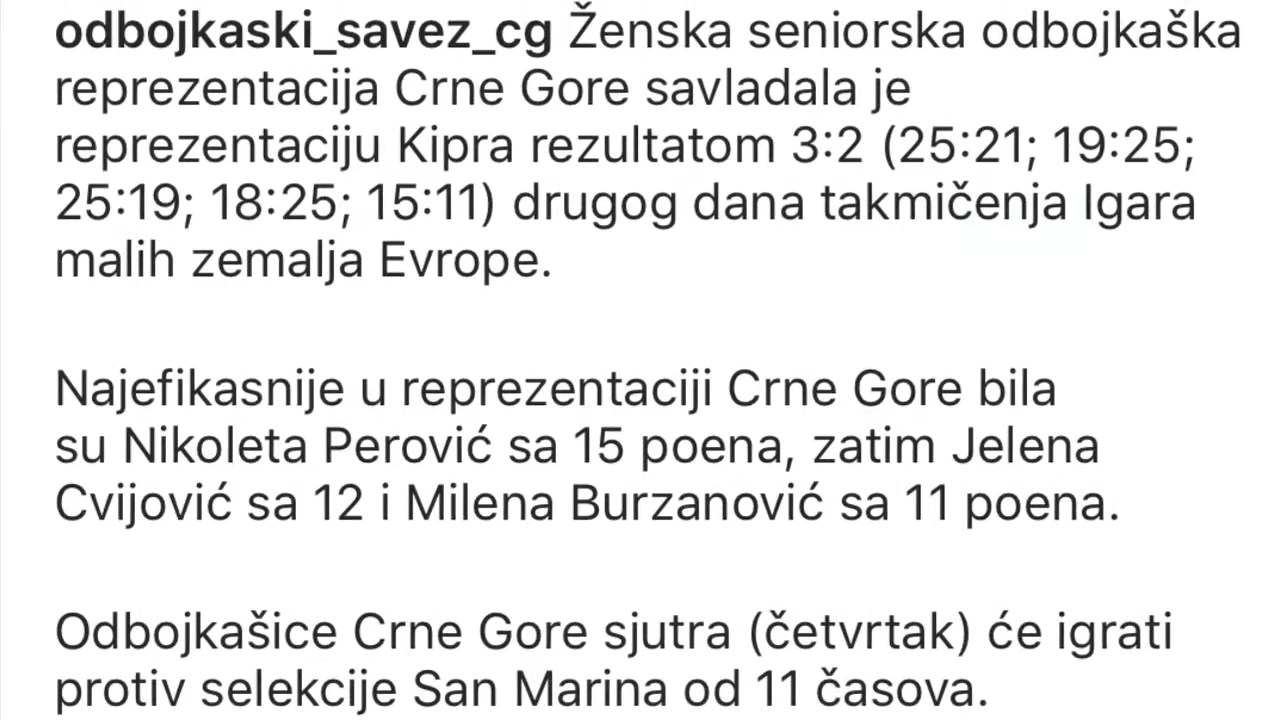 odbojkaski_savez_cg Ženska seniorska odbojkaška
reprezentacija Crne Gore savladala je
reprezentaciju Kipra rezultatom 3:2 (25:21; 19:25;
25:19; 18:25; 15:11) drugog dana takmičenja Igara
malih zemalja Evrope.
Najefikasnije u reprezentaciji Crne Gore bila
su Nikoleta Perović sa 15 poena, zatim Jelena
Cvijović sa 12 i Milena Burzanović sa 11 poena.
Odbojkašice Crne Gore sjutra (četvrtak) će igrati
protiv selekcije San Marina od 11 časova.